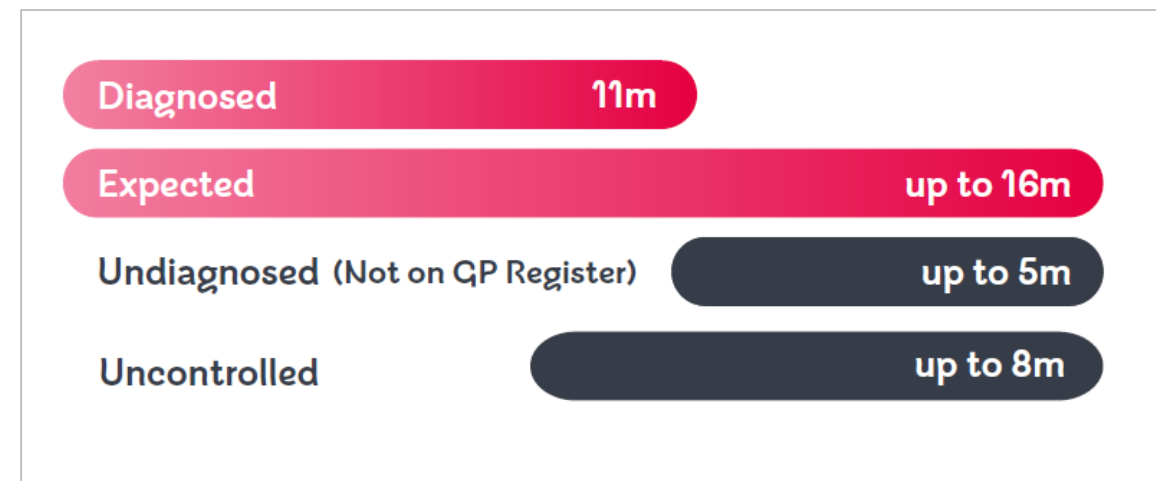 Diagnosed 11m
Expected up to 16m
Undiagnosed (Not on GP Register) up to 5m
Uncontrolled up to 8m